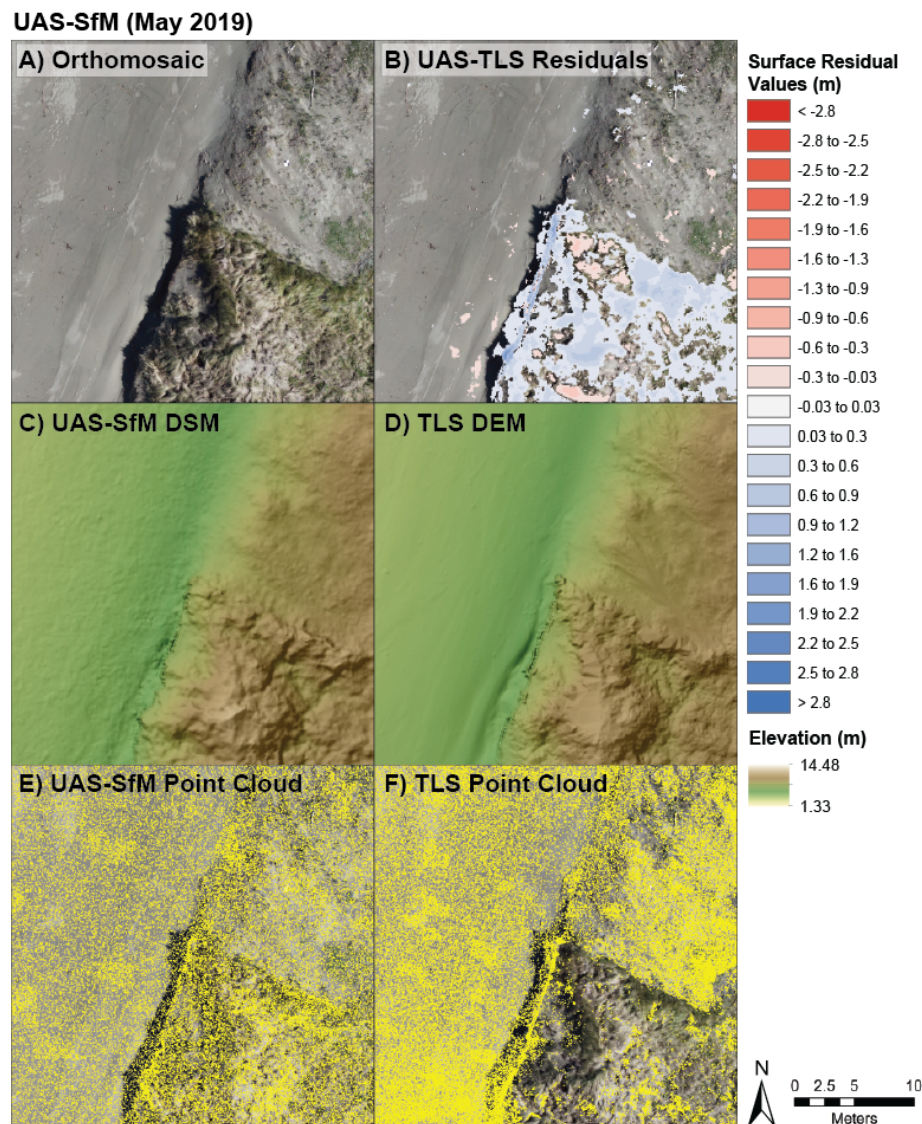 UAS-SfM (May 2019)
A) Orthomosaic
B) UAS-TLS Residuals
C) UAS-SfM DSM
D) TLS DEM
E) UAS-SfM Point Cloud
F) TLS Point Cloud
Surface Residual
Values (m)
< -2.8
-2.8 to -2.5
-2.5 to -2.2
-2.2 to -1.9
-1.9 to -1.6
-1.6 to -1.3
-1.3 to -0.9
-0.9 to -0.6
-0.6 to -0.3
-0.3 to -0.03
-0.03 to 0.03
0.03 to 0.3
0.3 to 0.6
0.6 to 0.9
0.9 to 1.2
1.2 to 1.6
1.6 to 1.9
1.9 to 2.2
2.2 to 2.5
2.5 to 2.8
> 2.8
Elevation (m)
14.48
1.33
N
0 2.5 5 10
Meters